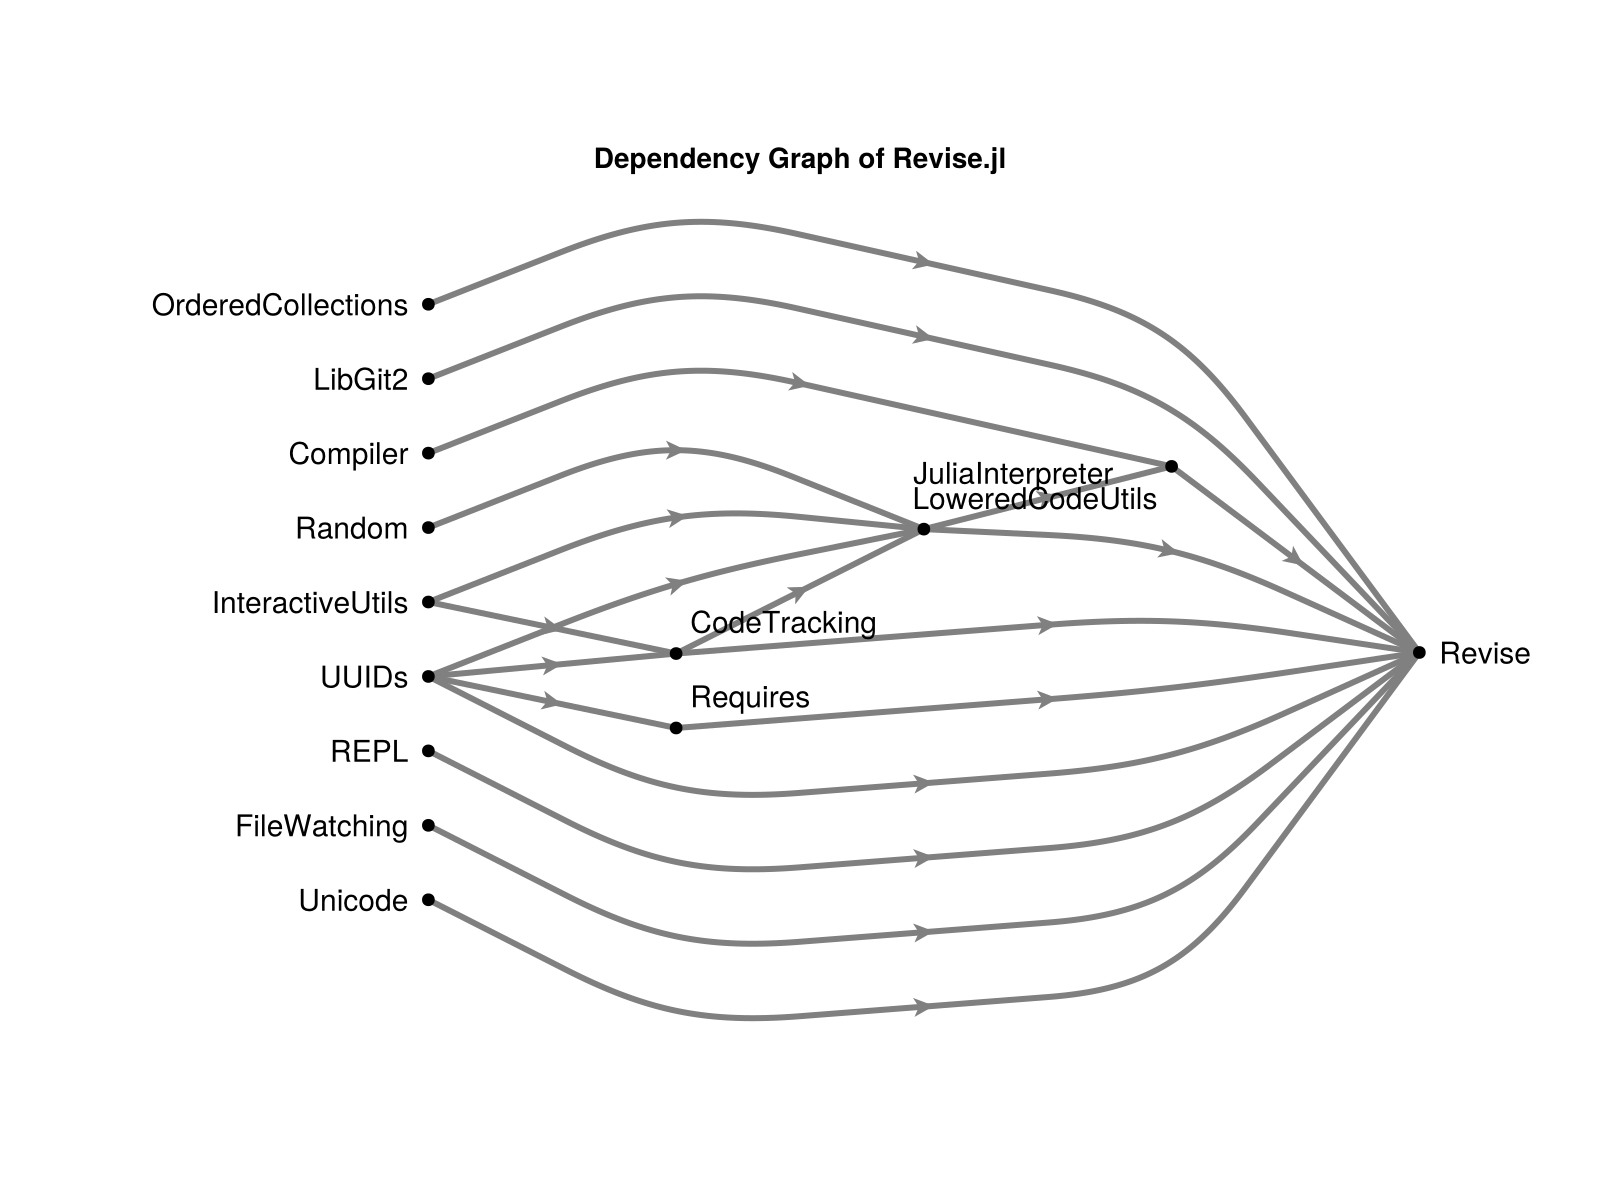 Dependency Graph of Revise.jl
OrderedCollections
LibGit2
Compiler
JuliaInterpreter
LoweredCodeUtils
Random
InteractiveUtils
CodeTracking
Revise
UUIDs
Requires
REPL
FileWatching
Unicode